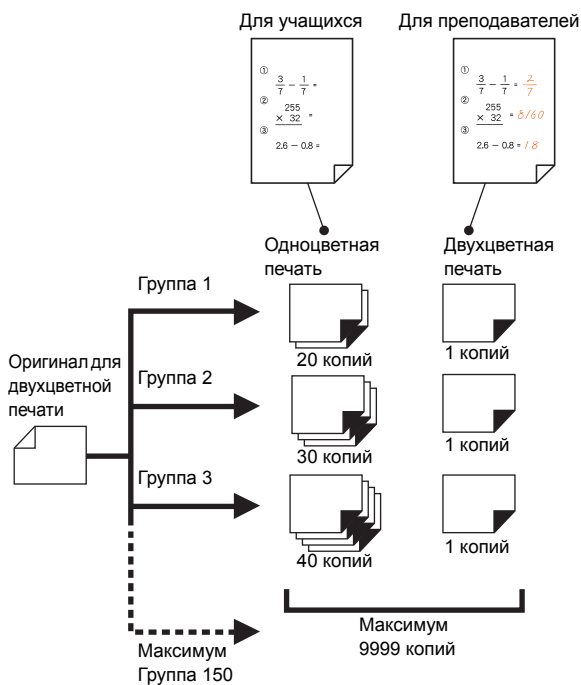 Для учащихся
Для преподавателей
①
3/7 − 1/7 =
②
255
× 32 =
③
2.6 − 0.8 =
①
3/7 − 1/7 = 2/7
②
255
× 32 = 8160
③
2.6 − 0.8 = 1.8
Одноцветная
печать
Двухцветная
печать
Группа 1
20 копий
1 копий
Оригинал для
двухцветной
печати
Группа 2
30 копий
1 копий
Группа 3
40 копий
1 копий
Максимум
Группа 150
Максимум
9999 копий